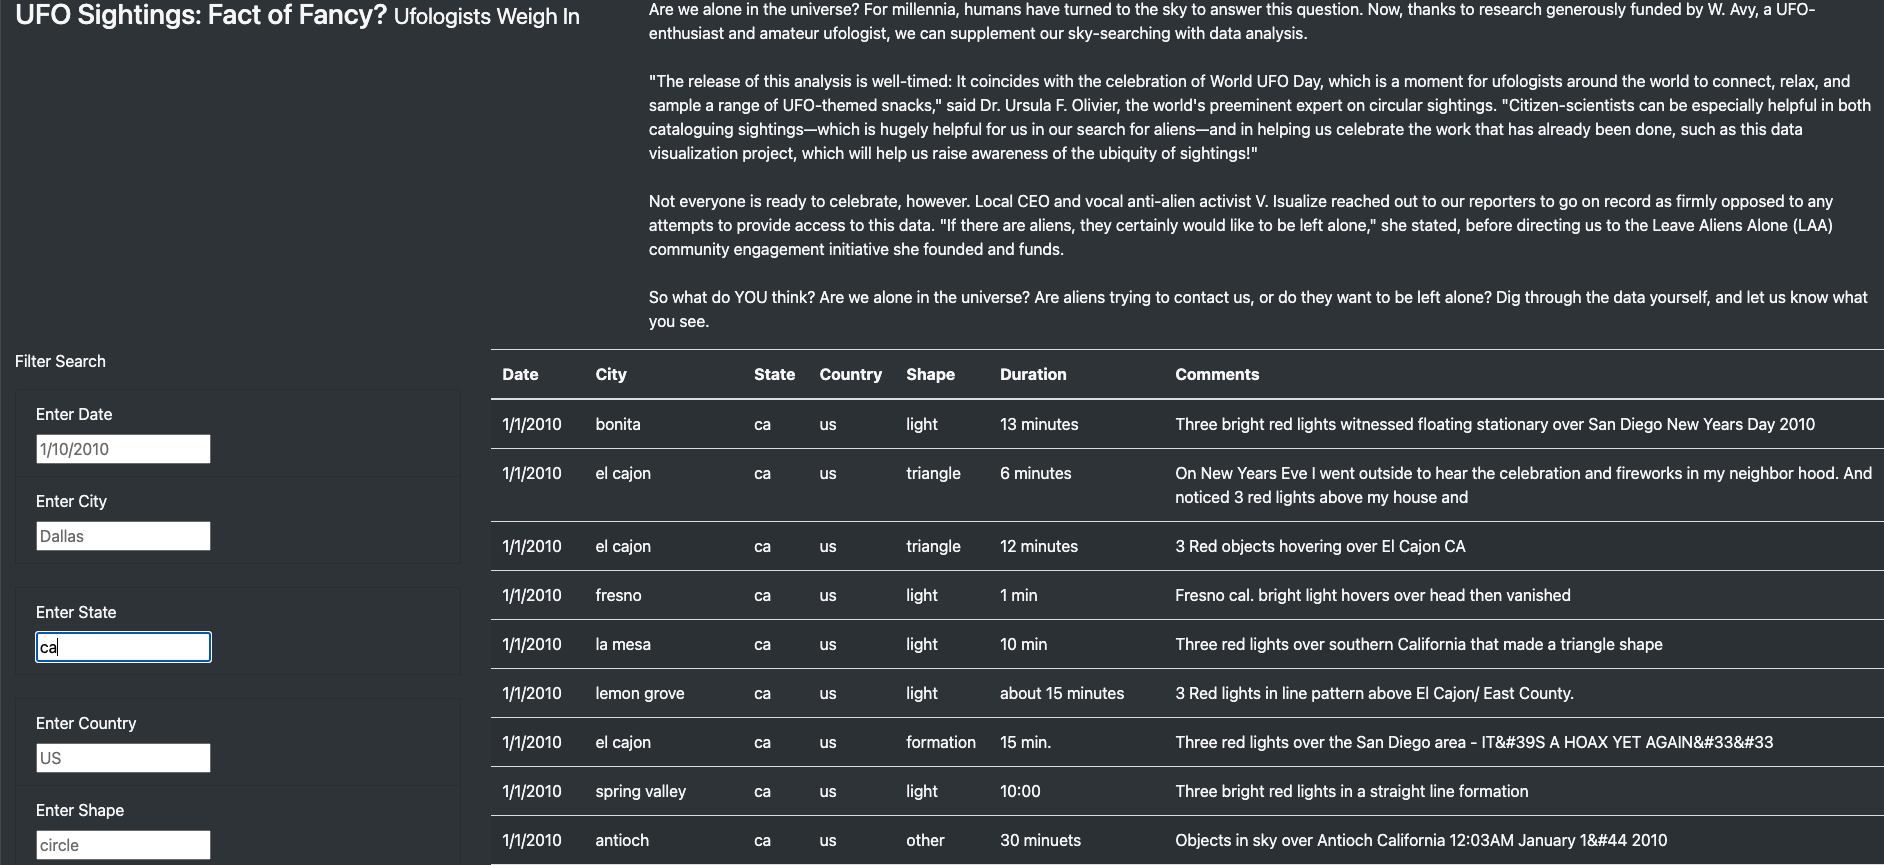 UFO Sightings: Fact of Fancy? Ufologists Weigh In
Are we alone in the universe? For millennia, humans have turned to the sky to answer this question. Now, thanks to research generously funded by W. Avy, a UFO-
enthusiast and amateur ufologist, we can supplement our sky-searching with data analysis.
"The release of this analysis is well-timed: It coincides with the celebration of World UFO Day, which is a moment for ufologists around the world to connect, relax, and
sample a range of UFO-themed snacks," said Dr. Ursula F. Olivier, the world's preeminent expert on circular sightings. "Citizen-scientists can be especially helpful in both
cataloguing sightings—which is hugely helpful for us in our search for aliens—and in helping us celebrate the work that has already been done, such as this data
visualization project, which will help us raise awareness of the ubiquity of sightings!"
Not everyone is ready to celebrate, however. Local CEO and vocal anti-alien activist V. Isualize reached out to our reporters to go on record as firmly opposed to any
attempts to provide access to this data. "If there are aliens, they certainly would like to be left alone," she stated, before directing us to the Leave Aliens Alone (LAA)
community engagement initiative she founded and funds.
So what do YOU think? Are we alone in the universe? Are aliens trying to contact us, or do they want to be left alone? Dig through the data yourself, and let us know what
you see.
Filter Search
Enter Date
1/10/2010
Enter City
Dallas
Enter State
ca
Enter Country
US
Enter Shape
circle
Date City State Country Shape Duration Comments
1/1/2010 bonita ca us light 13 minutes Three bright red lights witnessed floating stationary over San Diego New Years Day 2010
1/1/2010 el cajon ca us triangle 6 minutes On New Years Eve I went outside to hear the celebration and fireworks in my neighbor hood. And
noticed 3 red lights above my house and
1/1/2010 el cajon ca us triangle 12 minutes 3 Red objects hovering over El Cajon CA
1/1/2010 fresno ca us light 1 min Fresno cal. bright light hovers over head then vanished
1/1/2010 la mesa ca us light 10 min Three red lights over southern California that made a triangle shape
1/1/2010 lemon grove ca us light about 15 minutes 3 Red lights in line pattern above El Cajon/ East County.
1/1/2010 el cajon ca us formation 15 min. Three red lights over the San Diego area - IT&#39S A HOAX YET AGAIN&#33&#33
1/1/2010 spring valley ca us light 10:00 Three bright red lights in a straight line formation
1/1/2010 antioch ca us other 30 minuets Objects in sky over Antioch California 12:03AM January 1&#44 2010